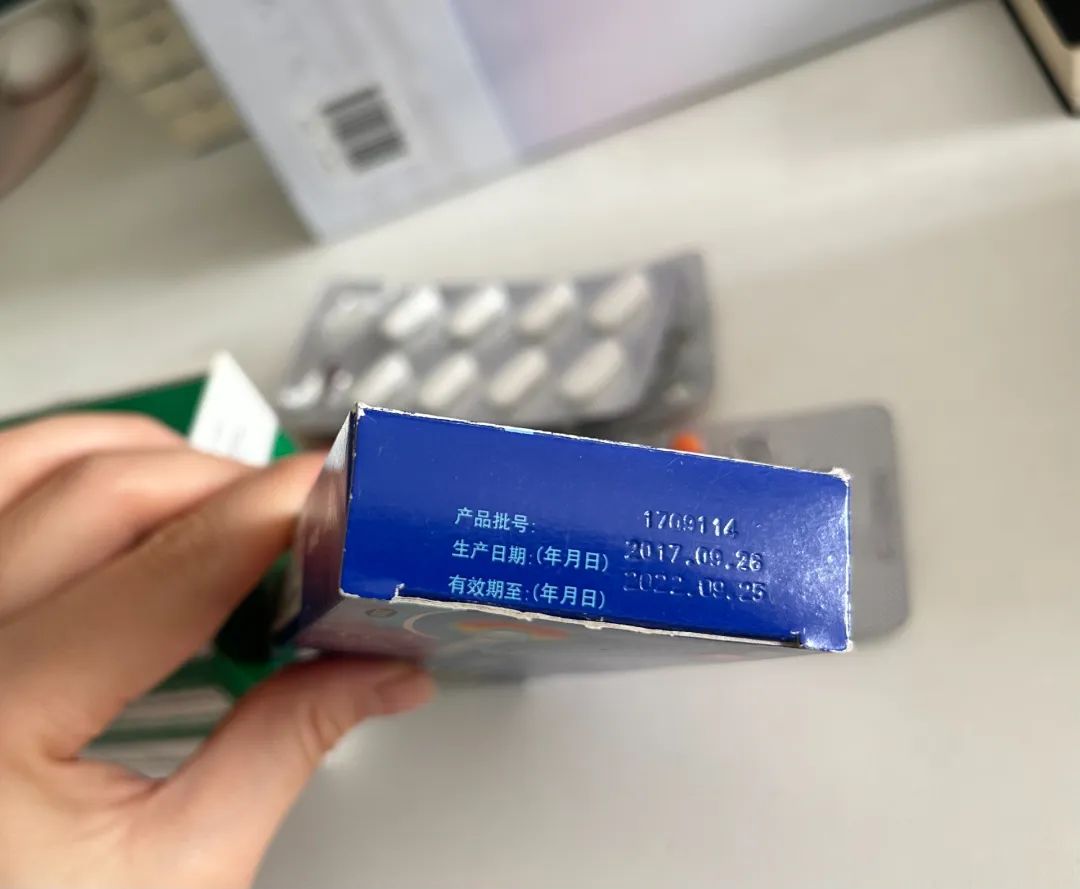 产品批号: 1709114
生产日期:(年月日) 2017.09.26
有效期至:(年月日) 2022.09.25